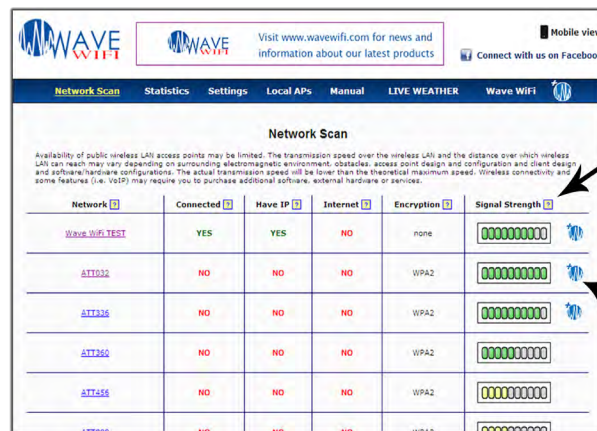 WAVE
WIFI
WAVE
WIFI
Visit www.wavewifi.com for news and
information about our latest products
Mobile view
Connect with us on Faceboo
Network Scan Statistics Settings Local APs Manual LIVE WEATHER Wave WiFi
Network Scan
Availability of public wireless LAN access points may be limited. The transmission speed over the wireless LAN and the distance over which wireless
LAN can reach may vary depending on surrounding electromagnetic environment, obstacles, access point design and configuration and client design
and software/hardware configurations. The actual transmission speed will be lower than the theoretical maximum speed. Wireless connectivity and
some features (i.e. VoIP) may require you to purchase additional software, external hardware or services.
Network ? Connected ? Have IP ? Internet ? Encryption ? Signal Strength ?
Wave WiFi TEST YES YES NO none
ATT032 NO NO NO WPA2
ATT336 NO NO NO WPA2
ATT360 NO NO NO WPA2
ATT456 NO NO NO WPA2
NO NO NO WPA2